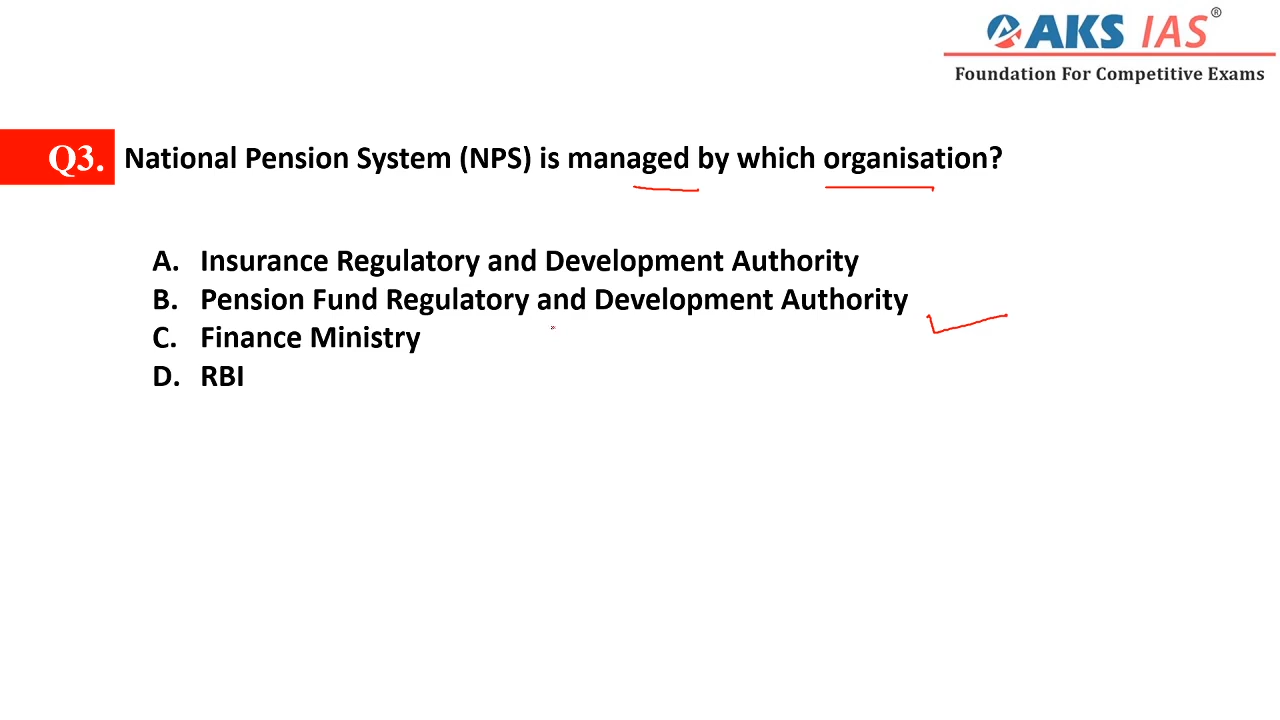 AKS IAS®
Foundation For Competitive Exams
Q3. National Pension System (NPS) is managed by which organisation?
A. Insurance Regulatory and Development Authority
B. Pension Fund Regulatory and Development Authority
C. Finance Ministry
D. RBI